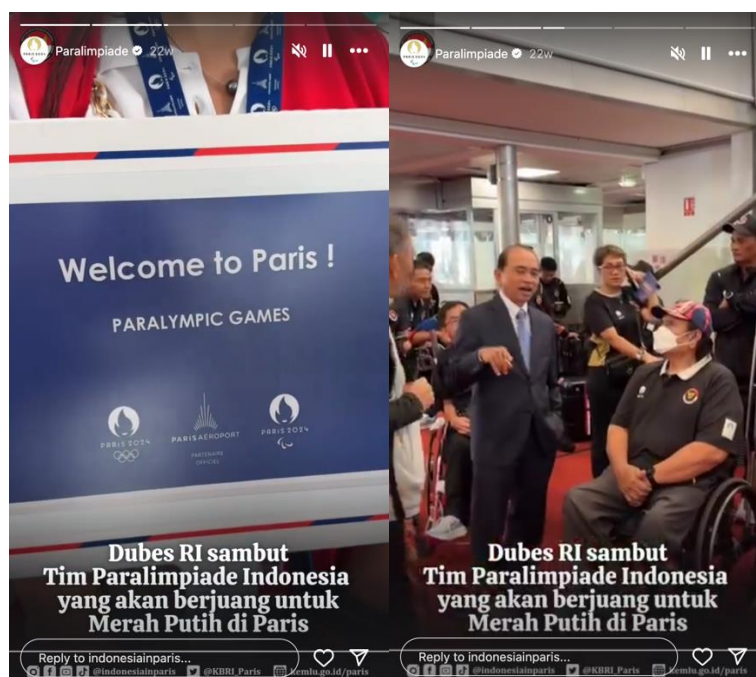 Paralimpiade 22w
Welcome to Paris !
PARALYMPIC GAMES
PARIS 2024
PARIS AÉROPORT
PARTENAIRE
OFFICIEL
PARIS 2024
Dubes RI sambut
Tim Paralimpiade Indonesia
yang akan berjuang untuk
Merah Putih di Paris
Reply to indonesiainparis...
@indonesiainparis @KBRI_Paris kemlu.go.id/paris
Paralimpiade 22w
Dubes RI sambut
Tim Paralimpiade Indonesia
yang akan berjuang untuk
Merah Putih di Paris
Reply to indonesiainparis...
@indonesiainparis @KBRI_Paris kemlu.go.id/paris